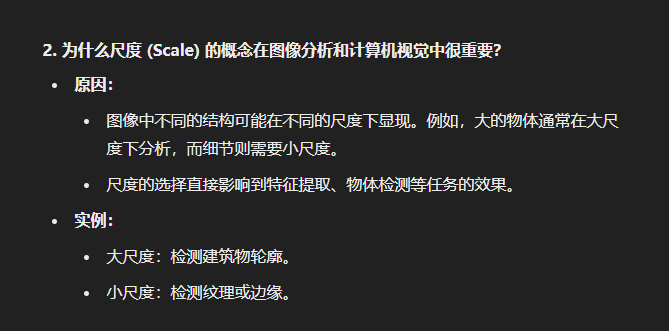 2. 为什么尺度 (Scale) 的概念在图像分析和计算机视觉中很重要?
• 原因：
• 图像中不同的结构可能在不同的尺度下显现。例如，大的物体通常在大尺
度下分析，而细节则需要小尺度。
• 尺度的选择直接影响到特征提取、物体检测等任务的效果。
• 实例：
• 大尺度：检测建筑物轮廓。
• 小尺度：检测纹理或边缘。